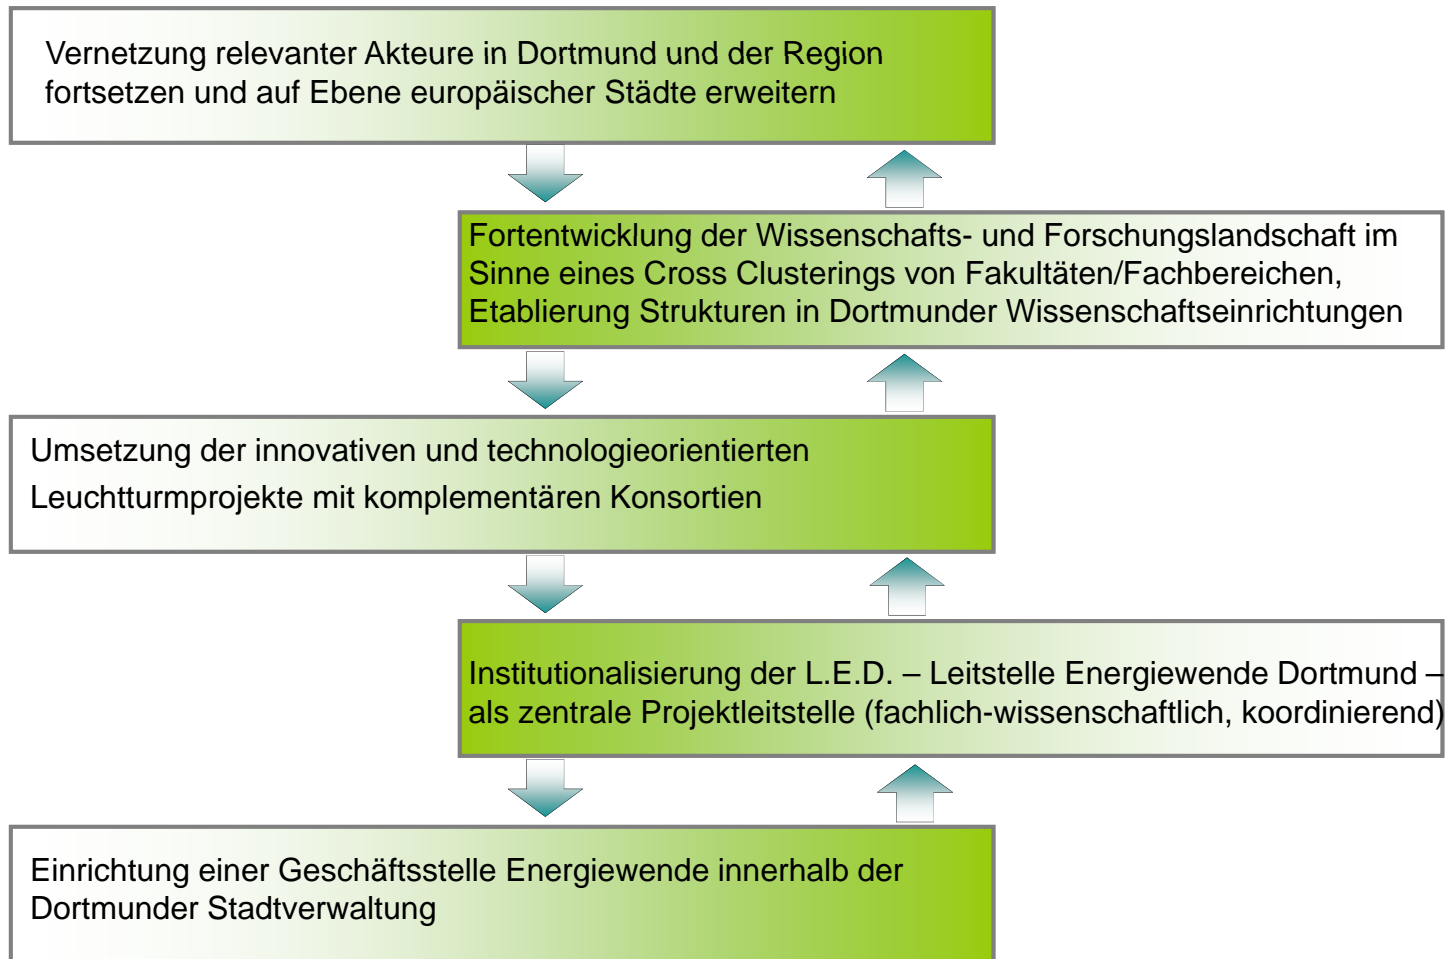 Vernetzung relevanter Akteure in Dortmund und der Region
fortsetzen und auf Ebene europäischer Städte erweitern
Fortentwicklung der Wissenschafts- und Forschungslandschaft im
Sinne eines Cross Clusterings von Fakultäten/Fachbereichen,
Etablierung Strukturen in Dortmunder Wissenschaftseinrichtungen
Umsetzung der innovativen und technologieorientierten
Leuchtturmprojekte mit komplementären Konsortien
Institutionalisierung der L.E.D. – Leitstelle Energiewende Dortmund –
als zentrale Projektleitstelle (fachlich-wissenschaftlich, koordinierend)
Einrichtung einer Geschäftsstelle Energiewende innerhalb der
Dortmunder Stadtverwaltung